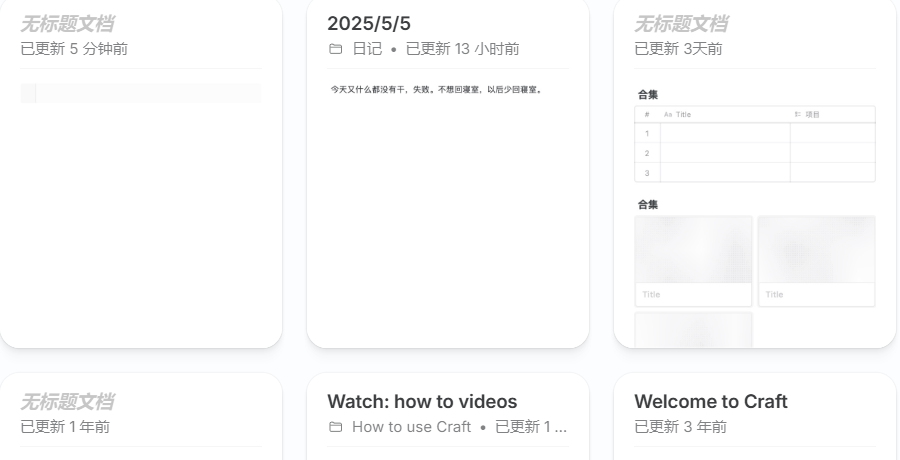 无标题文档
已更新 5 分钟前
2025/5/5
日记 • 已更新 13 小时前
今天又什么都没有干，失败。不想回寝室，以后少回寝室。
无标题文档
已更新 3天前
合集
# Aa Title 项目
1
2
3
合集
Title Title
无标题文档
已更新 1 年前
Watch: how to videos
How to use Craft • 已更新 1 ...
Welcome to Craft
已更新 3 年前